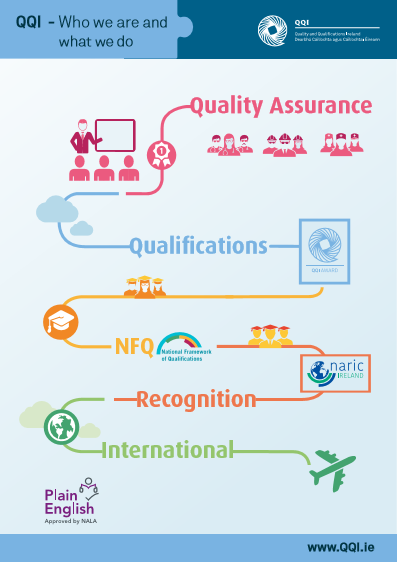 QQI - Who we are and
what we do
QQI
Quality and Qualifications Ireland
Dearbhú Cáilíochta agus Cáilíochtaí Éireann
Quality Assurance
1
Qualifications
QQI AWARD
NFQ
National Framework
of Qualifications
naric
IRELAND
Recognition
International
Plain
English
Approved by NALA
www.QQI.ie